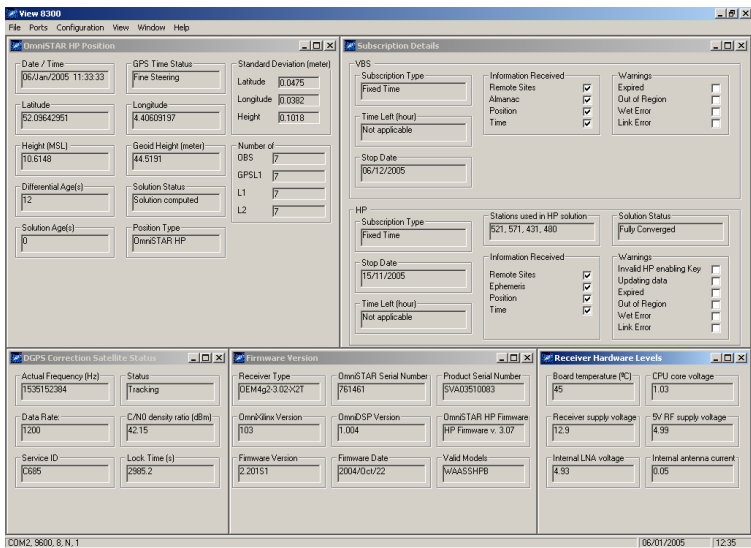 View 8300
File Ports Configuration View Window Help
OmniSTAR HP Position
Date / Time
06/Jan/2005 11:33:33
GPS Time Status
Fine Steering
Standard Deviation (meter)
Latitude 0.0475
Longitude 0.0382
Height 0.1018
Latitude
52.09642951
Longitude
4.40609197
Height (MSL)
10.6148
Geoid Height (meter)
44.5191
Number of
OBS 7
GPSL1 7
L1 7
L2 7
Differential Age(s)
12
Solution Status
Solution computed
Solution Age(s)
0
Position Type
OmniSTAR HP
Subscription Details
VBS
Subscription Type
Fixed Time
Time Left (hour)
Not applicable
Stop Date
06/12/2005
Information Received
Remote Sites
Almanac
Position
Time
Warnings
Expired
Out of Region
Wet Error
Link Error
HP
Subscription Type
Fixed Time
Stop Date
15/11/2005
Time Left (hour)
Not applicable
Stations used in HP solution
521, 571, 431, 480
Solution Status
Fully Converged
Information Received
Remote Sites
Ephemeris
Position
Time
Warnings
Invalid HP enabling Key
Updating data
Expired
Out of Region
Wet Error
Link Error
DGPS Correction Satellite Status
Actual Frequency (Hz)
1535152384
Status
Tracking
Data Rate:
1200
C/N0 density ratio (dBm)
42.15
Service ID
C685
Lock Time (s)
2985.2
Firmware Version
Receiver Type
OEM4g2-3.02-X2T
OmniSTAR Serial Number
761461
Product Serial Number
SVA03510083
OmniXilinx Version
103
OmniDSP Version
1.004
OmniSTAR HP Firmware
HP Firmware v. 3.07
Firmware Version
2.201S1
Firmware Date
2004/Oct/22
Valid Models
WAASSHPB
Receiver Hardware Levels
Board temperature (ºC)
45
CPU core voltage
1.03
Receiver supply voltage
12.9
5V RF supply voltage
4.99
Internal LNA voltage
4.93
Internal antenna current
0.05
COM2, 9600, 8, N, 1
06/01/2005 12:35